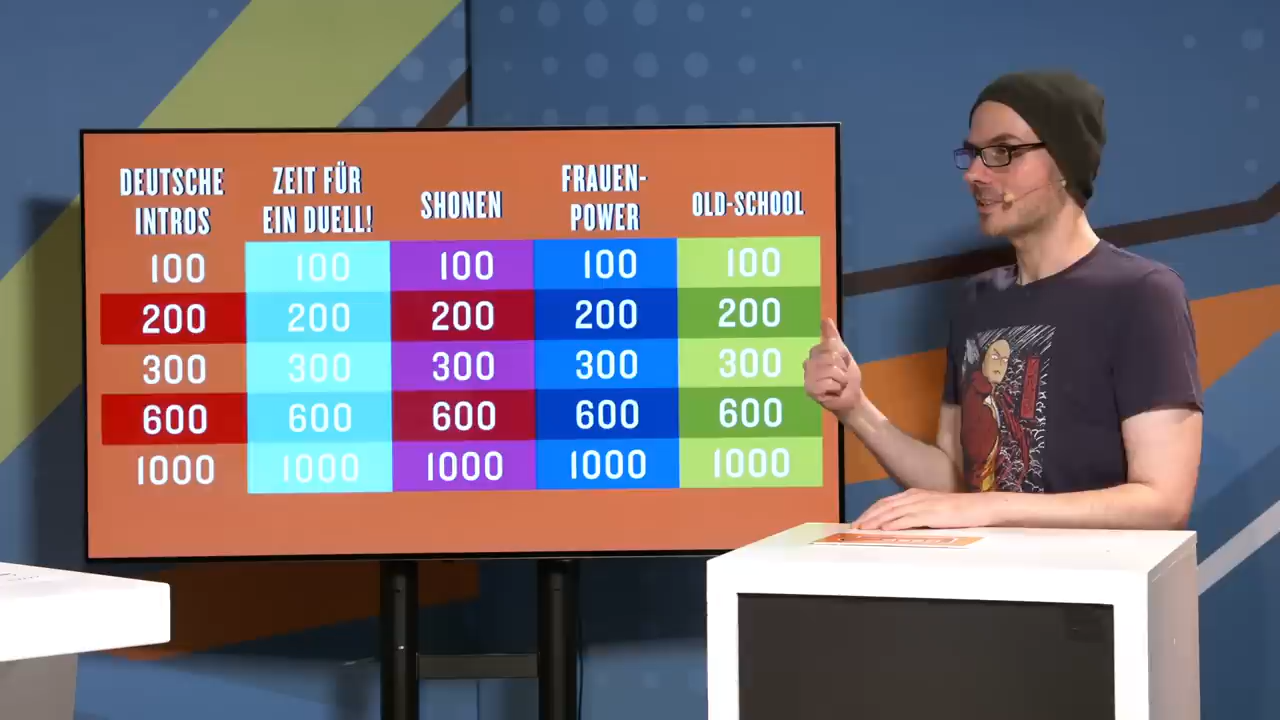 DEUTSCHE
INTROS
ZEIT FÜR
EIN DUELL!
SHONEN
FRAUEN-
POWER
OLD-SCHOOL
100 100 100 100 100
200 200 200 200 200
300 300 300 300 300
600 600 600 600 600
1000 1000 1000 1000 1000